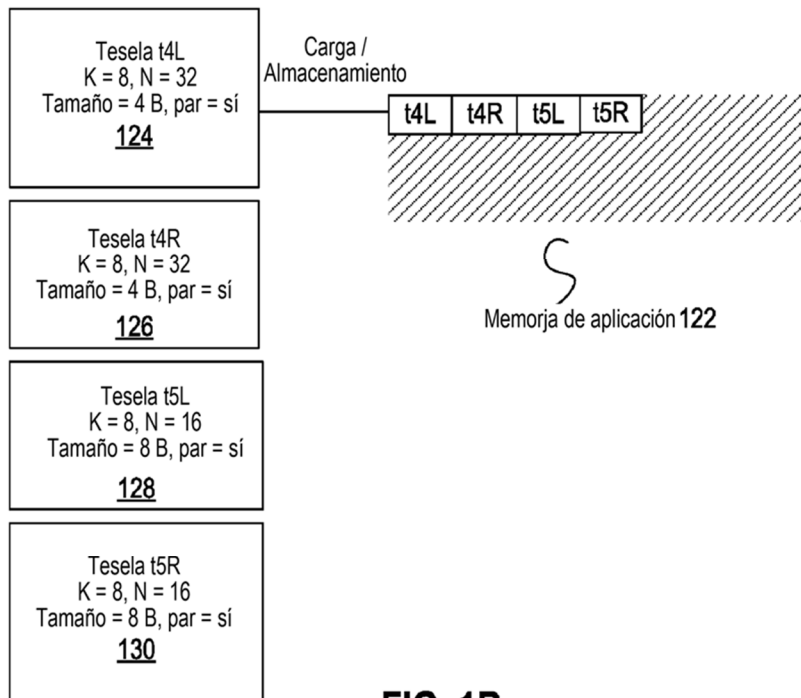 Tesela t4L
K = 8, N = 32
Tamaño = 4 B, par = sí
124
Carga /
Almacenamiento
t4L t4R t5L t5R
Tesela t4R
K = 8, N = 32
Tamaño = 4 B, par = sí
126
Memorja de aplicación 122
Tesela t5L
K = 8, N = 16
Tamaño = 8 B, par = sí
128
Tesela t5R
K = 8, N = 16
Tamaño = 8 B, par = sí
130
FIG. 1B